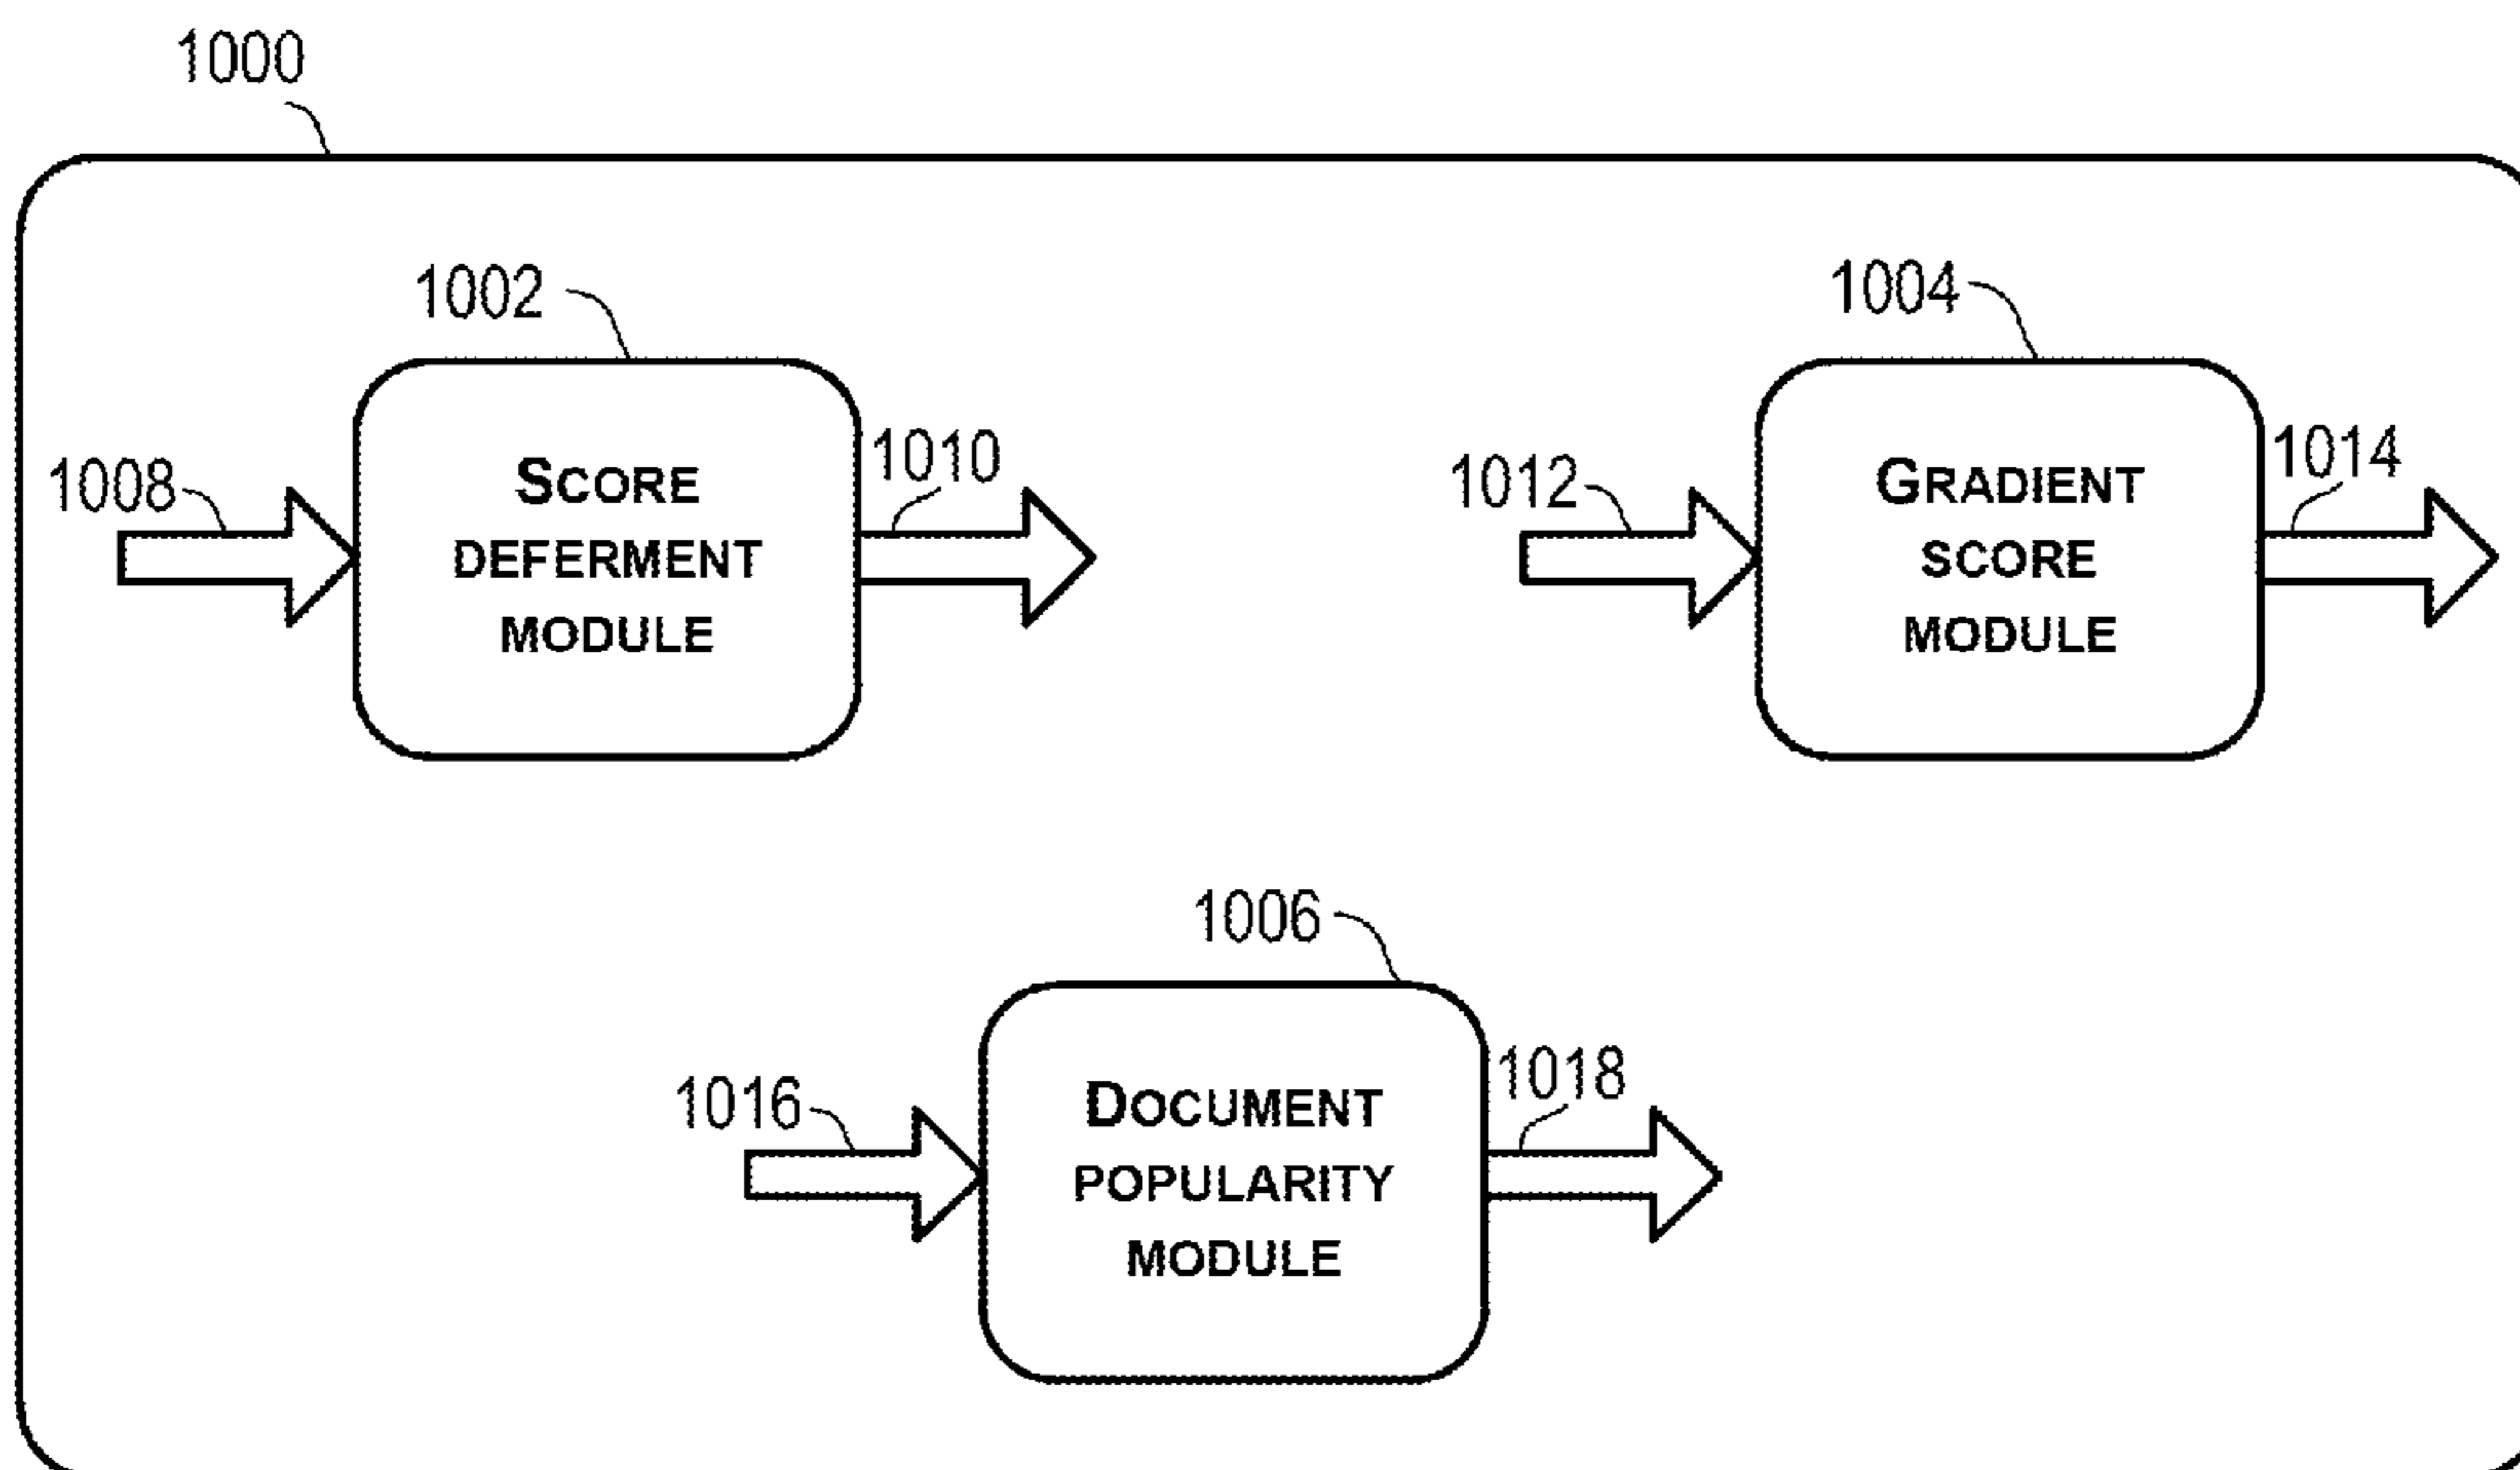 1000
1002
1004
1008
SCORE
DEFERMENT
MODULE
1010
1012
GRADIENT
SCORE
MODULE
1014
1006
1016
DOCUMENT
POPULARITY
MODULE
1018